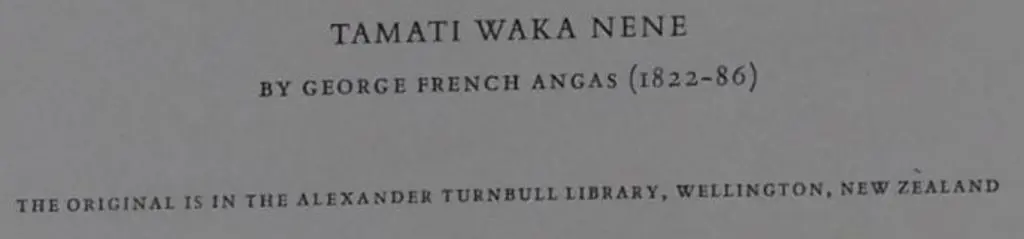 TAMATI WAKA NENE
BY GEORGE FRENCH ANGAS (1822-86)
THE ORIGINAL IS IN THE ALEXANDER TURNBULL LIBRARY, WELLINGTON, NEW ZEALAND